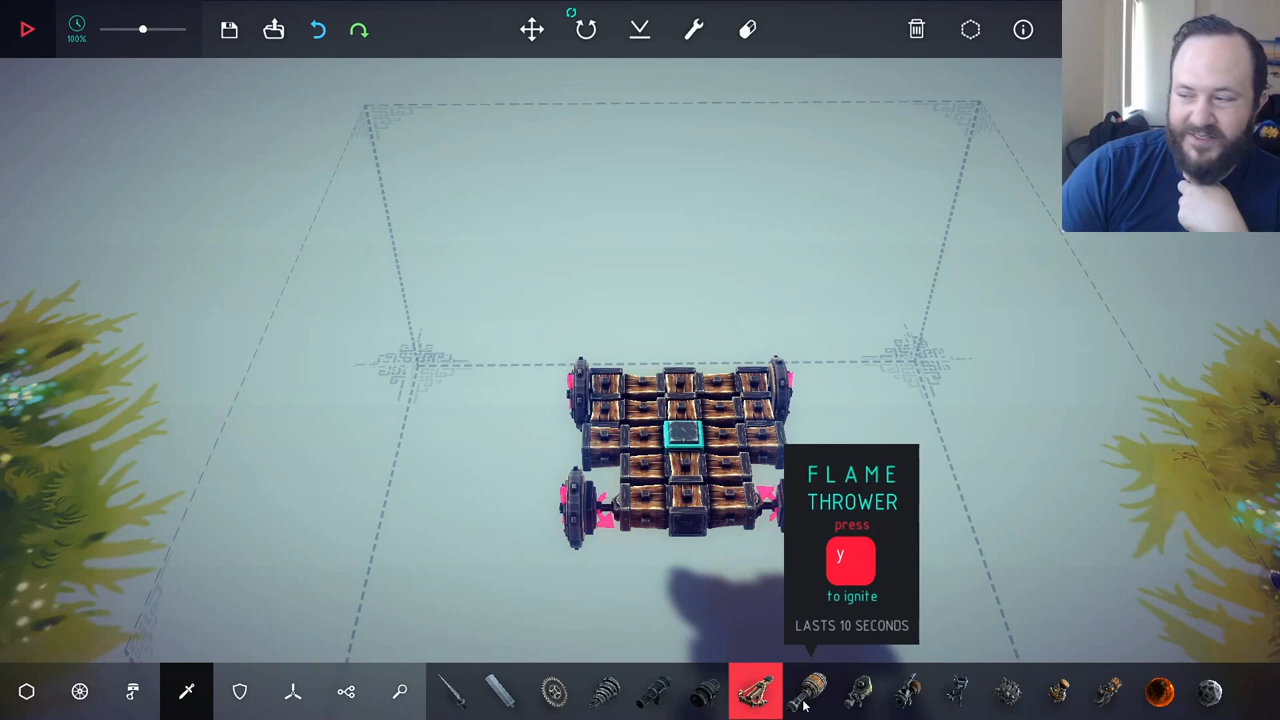 100%
FLAME
THROWER
press
y
to ignite
LASTS 10 SECONDS